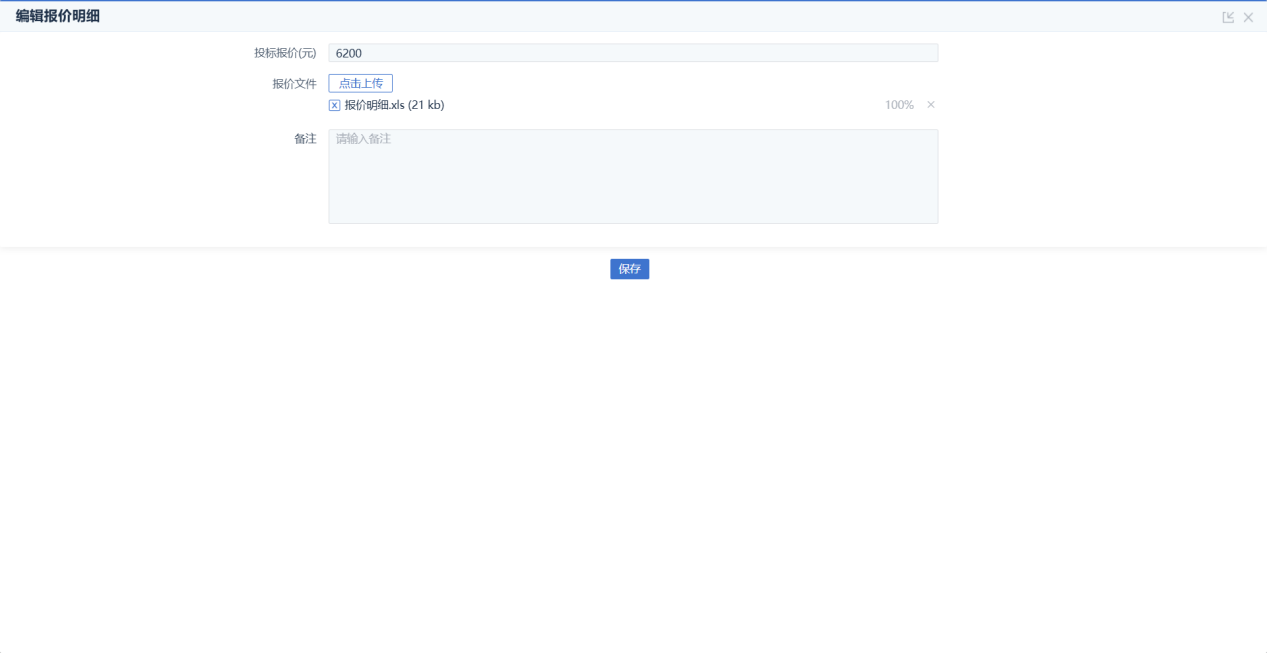 编辑报价明细
投标报价(元) 6200
报价文件 点击上传
报价明细.xls (21 kb) 100%
备注 请输入备注
保存